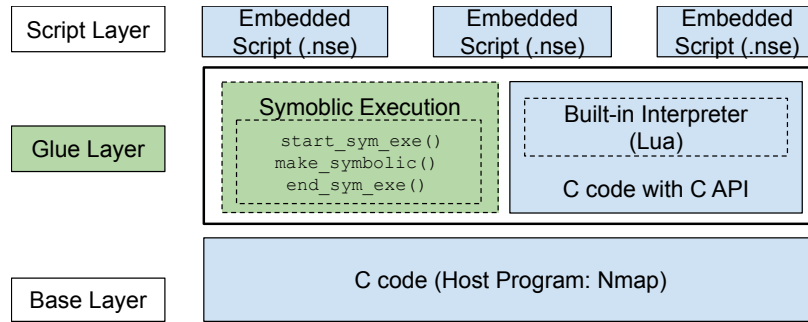 Script Layer
Embedded
Script (.nse)
Embedded
Script (.nse)
Embedded
Script (.nse)
Glue Layer
Symoblic Execution
start_sym_exe()
make_symbolic()
end_sym_exe()
Built-in Interpreter
(Lua)
C code with C API
Base Layer
C code (Host Program: Nmap)